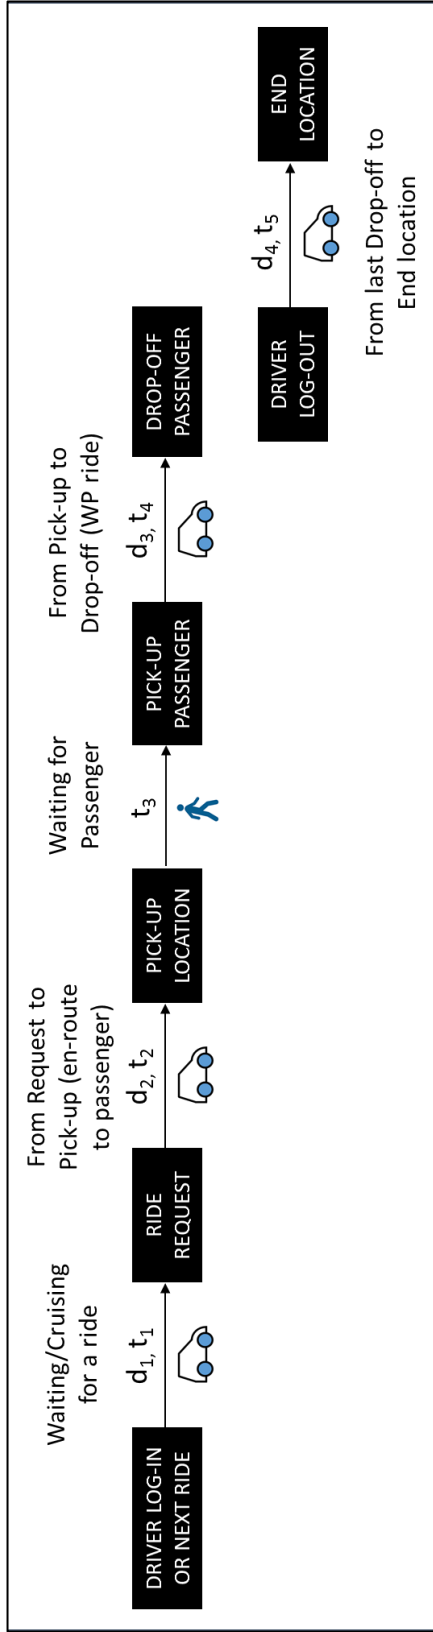 Waiting/Cruising
for a ride
From Request to
Pick-up (en-route
to passenger)
Waiting for
Passenger
From Pick-up to
Drop-off (WP ride)
DRIVER LOG-IN
OR NEXT RIDE
d₁, t₁
RIDE
REQUEST
d₂, t₂
PICK-UP
LOCATION
t₃
PICK-UP
PASSENGER
d₃, t₄
DROP-OFF
PASSENGER
DRIVER
LOG-OUT
d₄, t₅
END
LOCATION
From last Drop-off to
End location